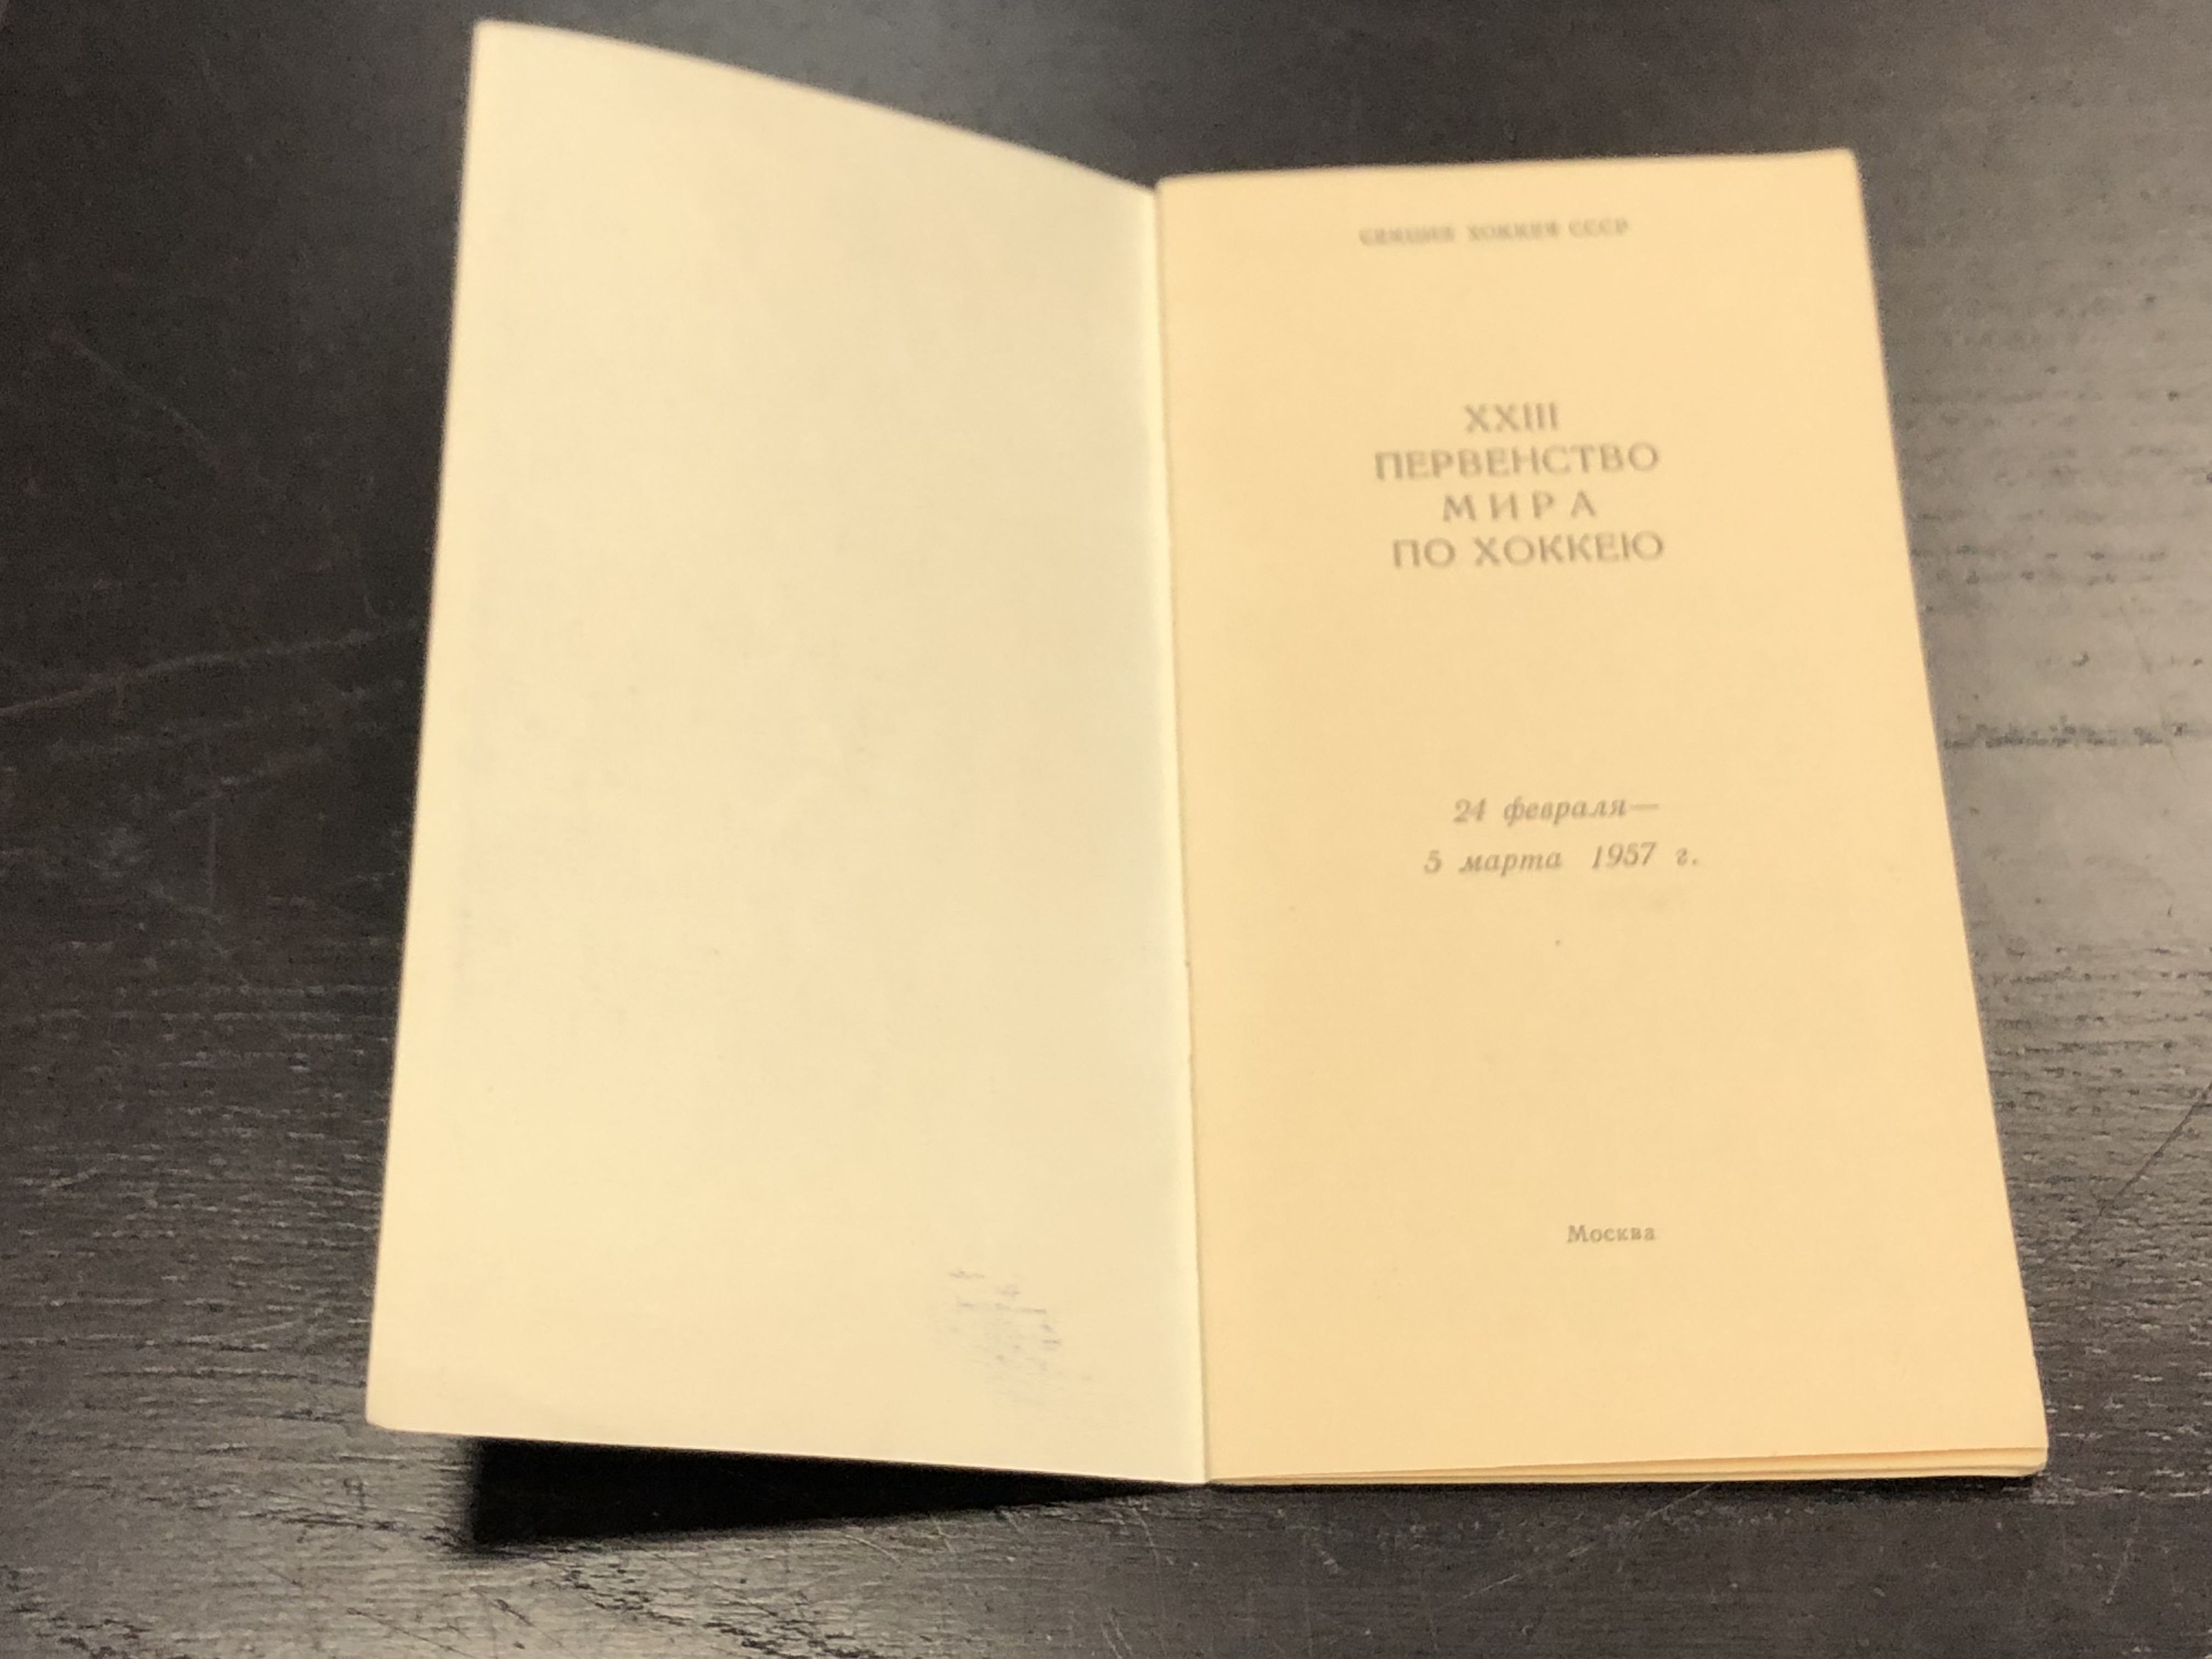 СЕКЦИЯ ХОККЕЯ СССР
XXIII
ПЕРВЕНСТВО
МИРА
ПО ХОККЕЮ
24 февраля—
5 марта 1957 г.
Москва